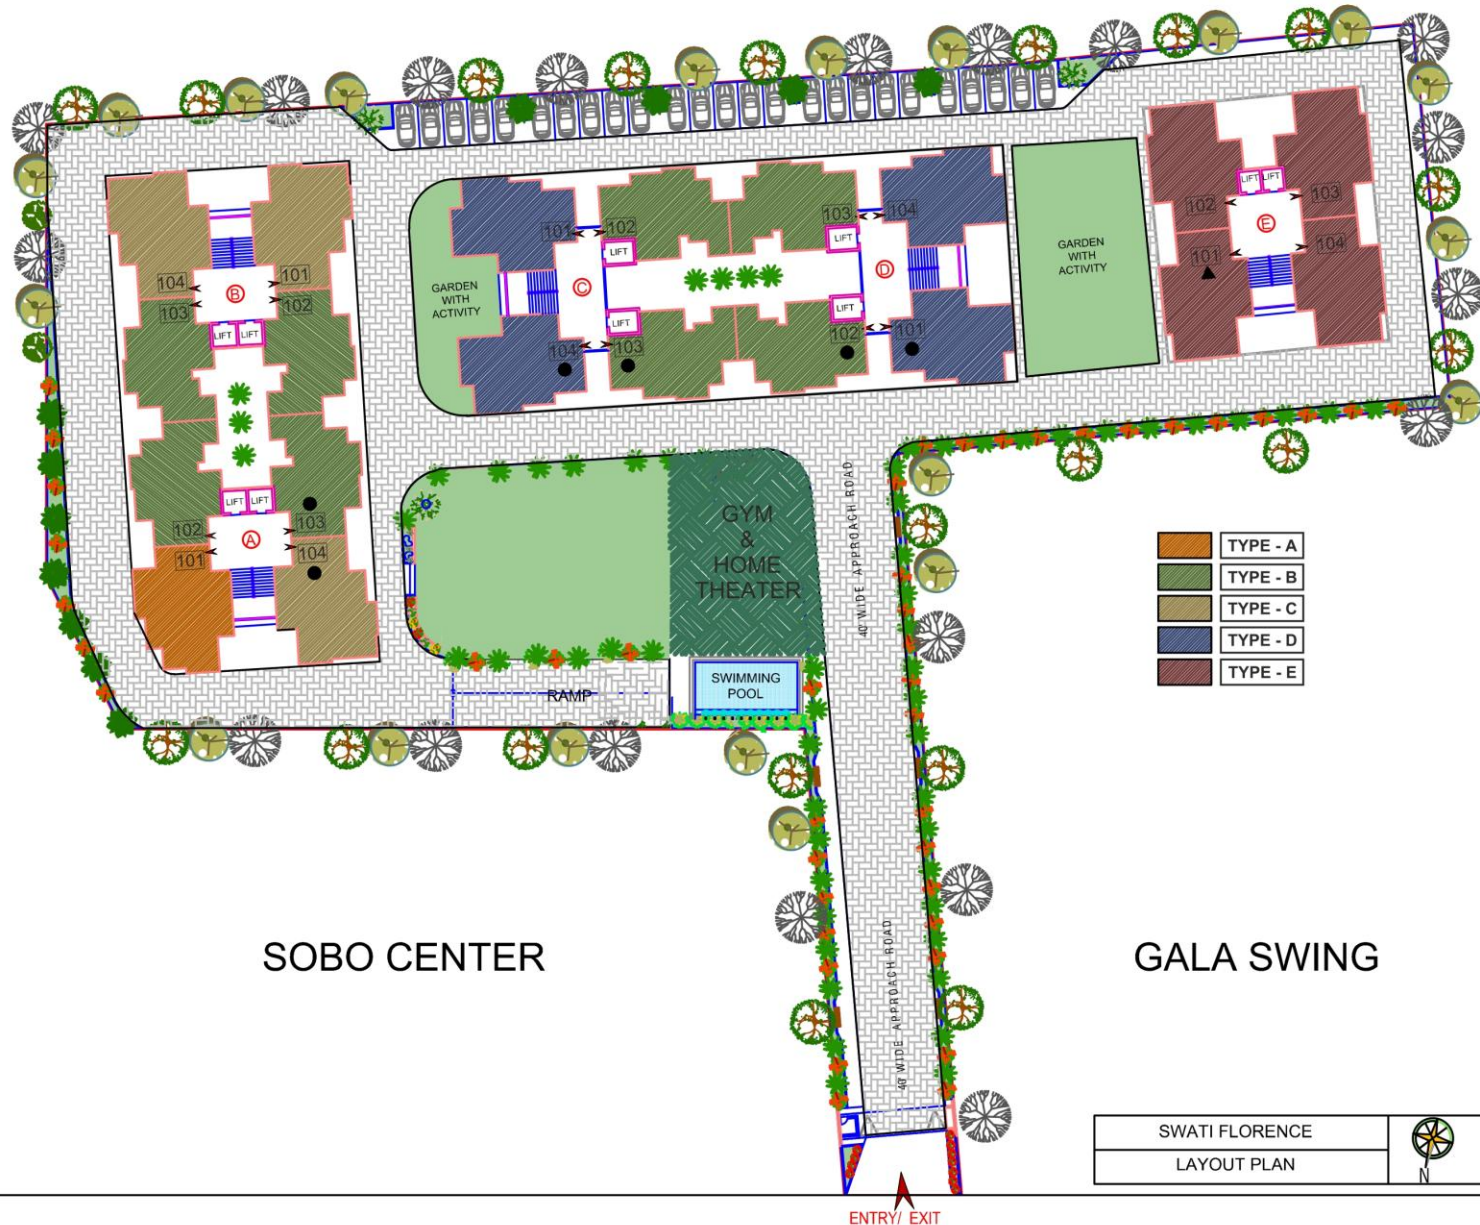 LIFT LIFT
103
102
E
101
104
101
102
103
104
LIFT
LIFT
GARDEN
WITH
ACTIVITY
C
D
GARDEN
WITH
ACTIVITY
LIFT
LIFT
104
103
102
101
104
101
B
103
102
LIFT LIFT
LIFT LIFT
102
103
A
101
104
GYM
&
HOME
THEATER
40' WIDE APPROACH ROAD
RAMP
SWIMMING
POOL
TYPE - A
TYPE - B
TYPE - C
TYPE - D
TYPE - E
SOBO CENTER
GALA SWING
40' WIDE APPROACH ROAD
SWATI FLORENCE
LAYOUT PLAN
N
ENTRY/ EXIT